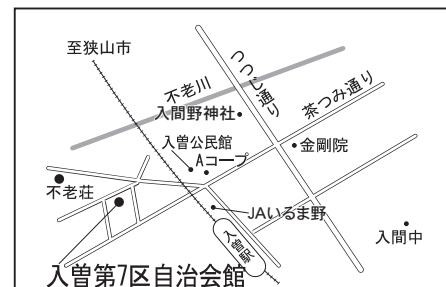 至狭山市
不老川
つつじ通り
茶つみ通り
入間野神社
入曽公民館
Aコープ
金剛院
不老荘
JAいるま野
入曽駅
入間中
入曽第7区自治会館